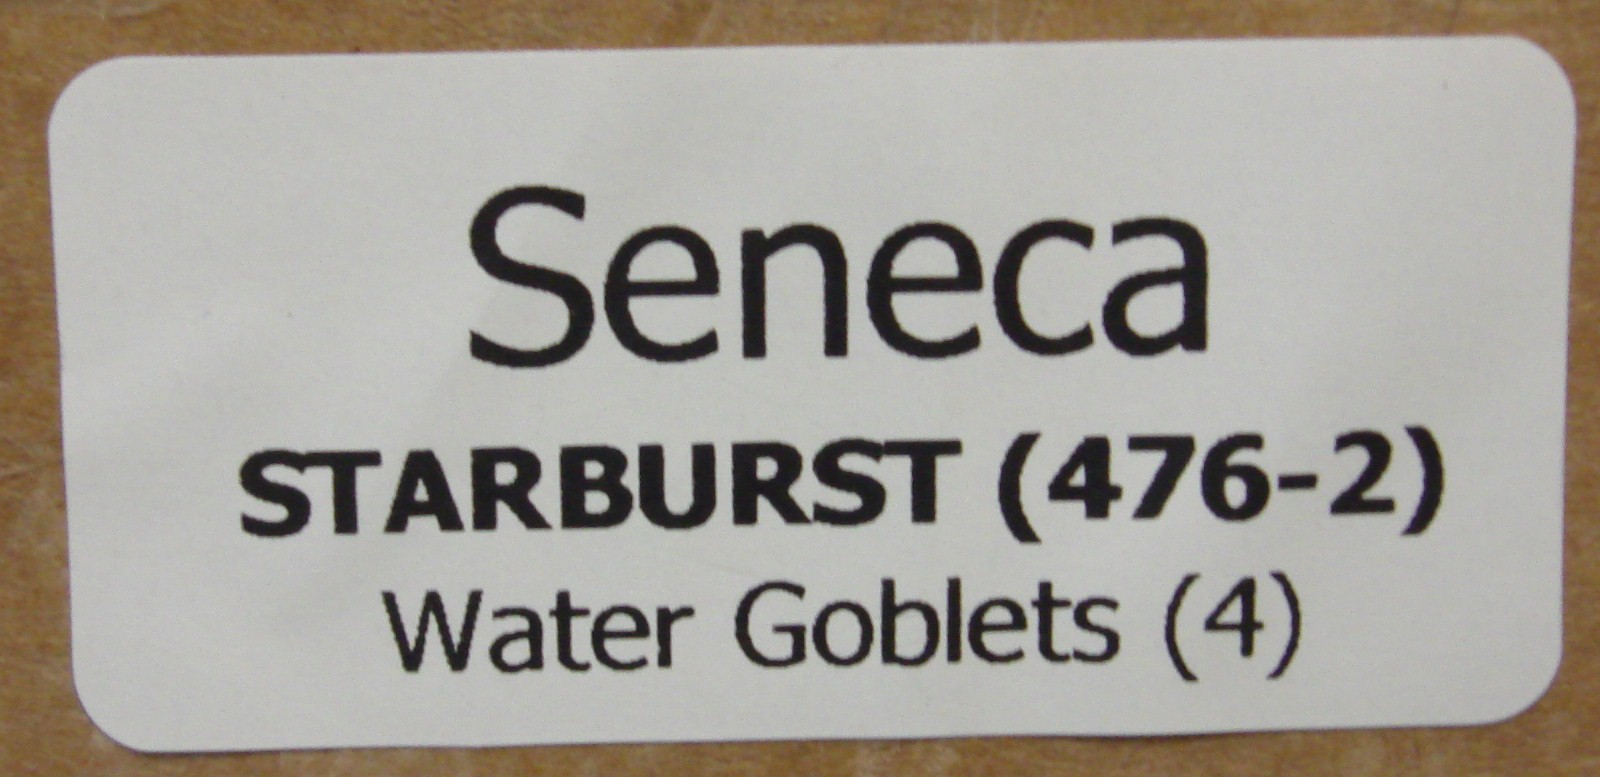 Seneca
STARBURST (476-2)
Water Goblets (4)